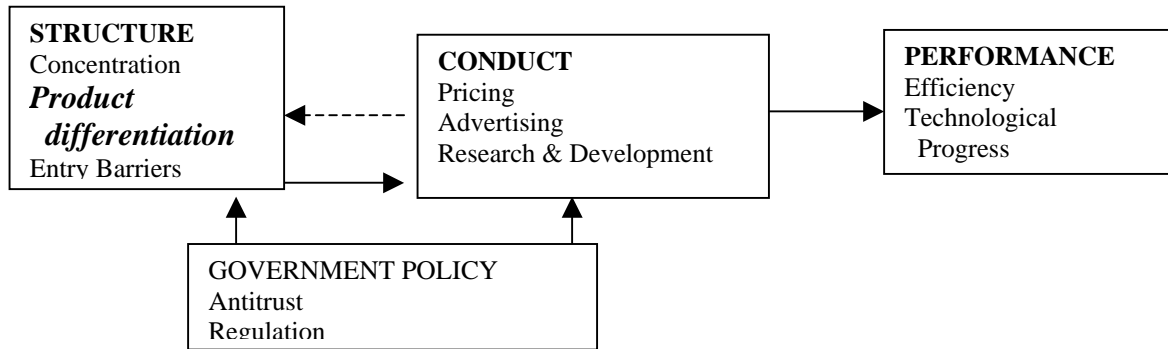 STRUCTURE
Concentration
Product
differentiation
Entry Barriers
CONDUCT
Pricing
Advertising
Research & Development
PERFORMANCE
Efficiency
Technological
Progress
GOVERNMENT POLICY
Antitrust
Regulation